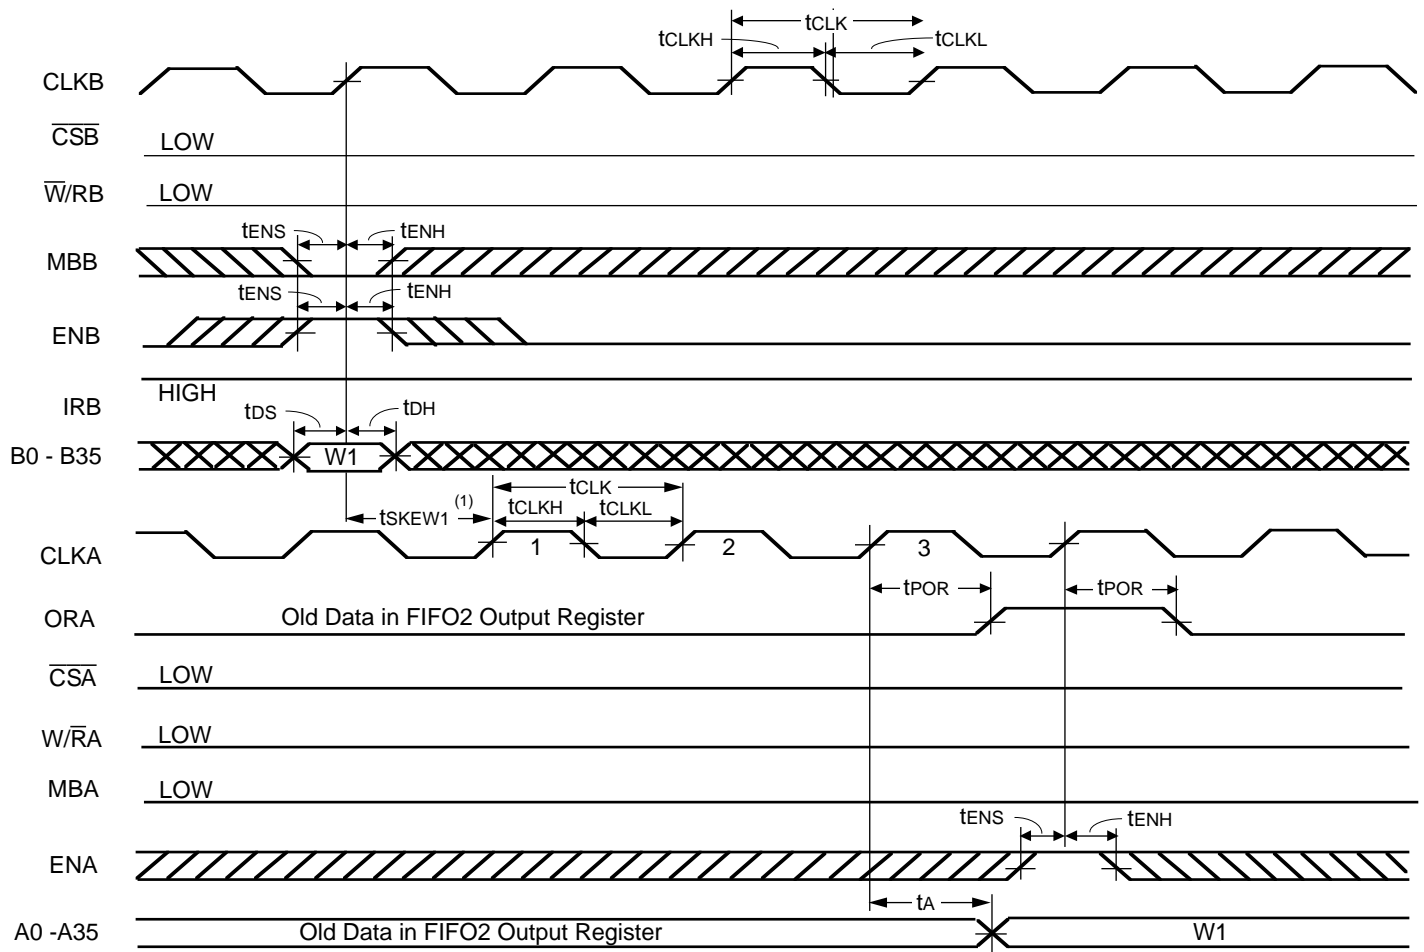 tCLK
tCLKH tCLKL
CLKB
CSB LOW
W/RB LOW
tENS tENH
MBB
tENS tENH
ENB
HIGH
IRB
tDS tDH
B0 - B35 W1
tCLK
tSKEW1 (1) tCLKH tCLKL
CLKA 1 2 3
tPOR tPOR
ORA Old Data in FIFO2 Output Register
CSA LOW
W/RA LOW
MBA LOW
tENS tENH
ENA
tA
A0 -A35 Old Data in FIFO2 Output Register W1